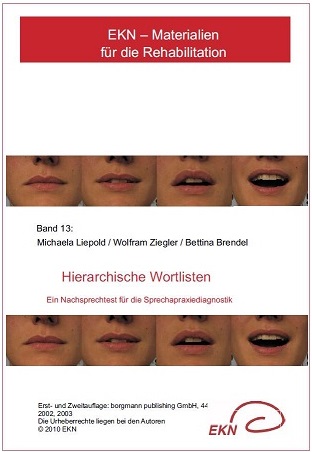 EKN – Materialien
für die Rehabilitation
Band 13:
Michaela Liepold / Wolfram Ziegler / Bettina Brendel
Hierarchische Wortlisten
Ein Nachsprechtest für die Sprechapraxiediagnostik
Erst- und Zweitauflage: borgmann publishing GmbH, 44
2002, 2003
Die Urheberrechte liegen bei den Autoren
© 2010 EKN
EKN